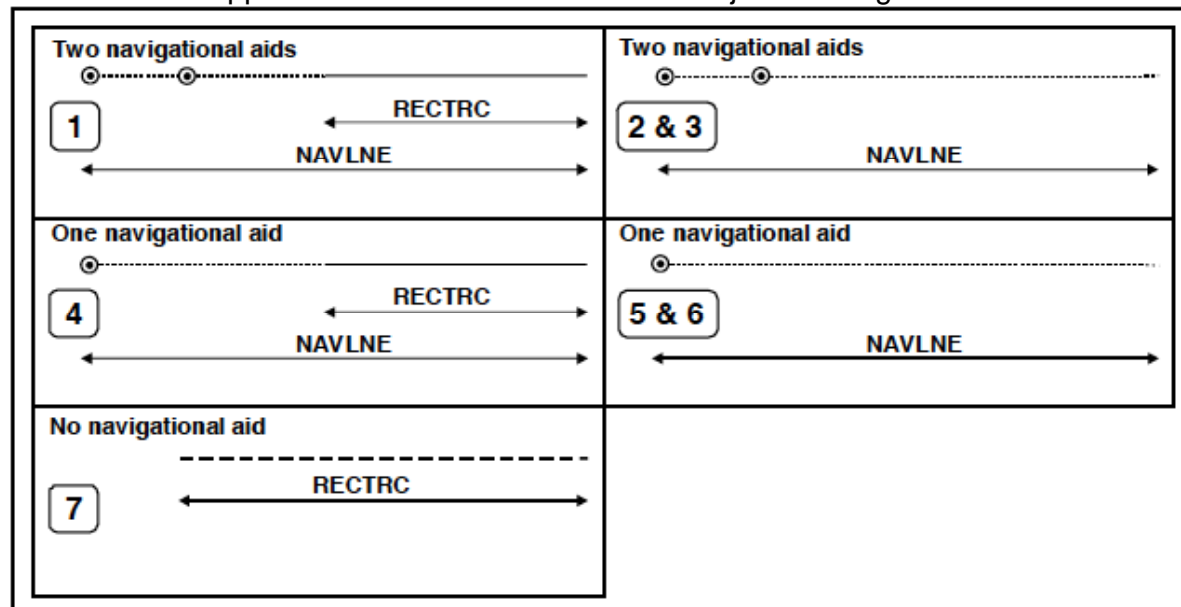 Two navigational aids
RECTRC
1
NAVLNE
Two navigational aids
2 & 3
NAVLNE
One navigational aid
RECTRC
4
NAVLNE
One navigational aid
5 & 6
NAVLNE
No navigational aid
RECTRC
7